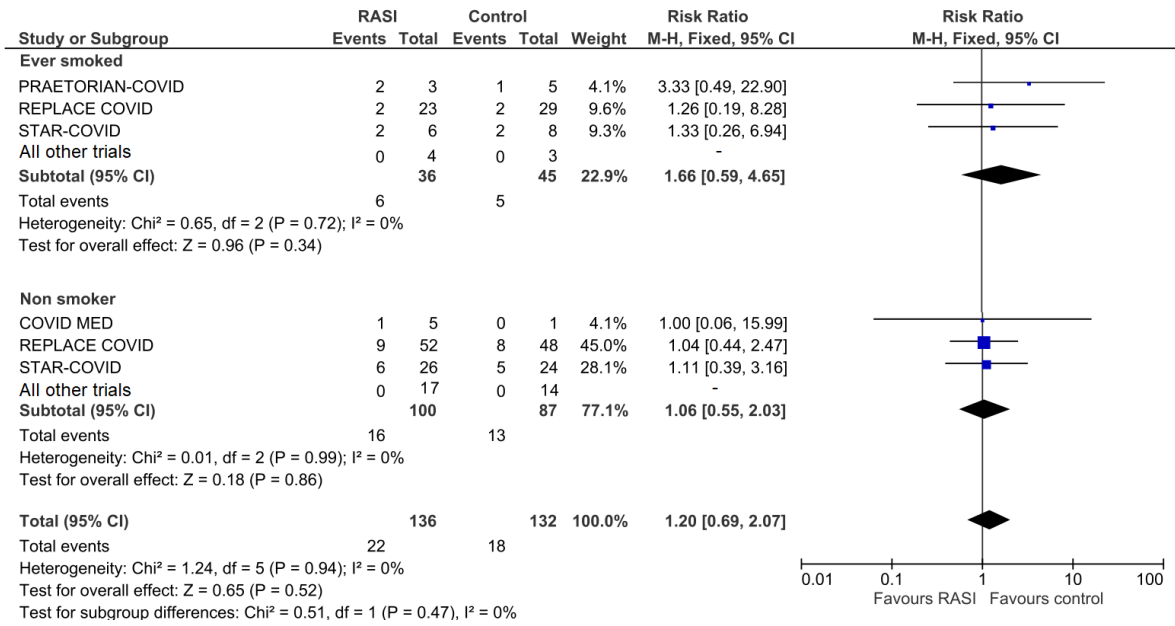 RASI Control Risk Ratio Risk Ratio
Study or Subgroup Events Total Events Total Weight M-H, Fixed, 95% CI M-H, Fixed, 95% CI
Ever smoked
PRAETORIAN-COVID 2 3 1 5 4.1% 3.33 [0.49, 22.90]
REPLACE COVID 2 23 2 29 9.6% 1.26 [0.19, 8.28]
STAR-COVID 2 6 2 8 9.3% 1.33 [0.26, 6.94]
All other trials 0 4 0 3 -
Subtotal (95% CI) 36 45 22.9% 1.66 [0.59, 4.65]
Total events 6 5
Heterogeneity: Chi² = 0.65, df = 2 (P = 0.72); I² = 0%
Test for overall effect: Z = 0.96 (P = 0.34)
Non smoker
COVID MED 1 5 0 1 4.1% 1.00 [0.06, 15.99]
REPLACE COVID 9 52 8 48 45.0% 1.04 [0.44, 2.47]
STAR-COVID 6 26 5 24 28.1% 1.11 [0.39, 3.16]
All other trials 0 17 0 14 -
Subtotal (95% CI) 100 87 77.1% 1.06 [0.55, 2.03]
Total events 16 13
Heterogeneity: Chi² = 0.01, df = 2 (P = 0.99); I² = 0%
Test for overall effect: Z = 0.18 (P = 0.86)
Total (95% CI) 136 132 100.0% 1.20 [0.69, 2.07]
Total events 22 18
Heterogeneity: Chi² = 1.24, df = 5 (P = 0.94); I² = 0%
Test for overall effect: Z = 0.65 (P = 0.52)
Test for subgroup differences: Chi² = 0.51, df = 1 (P = 0.47), I² = 0%
0.01 0.1 1 10 100
Favours RASI Favours control